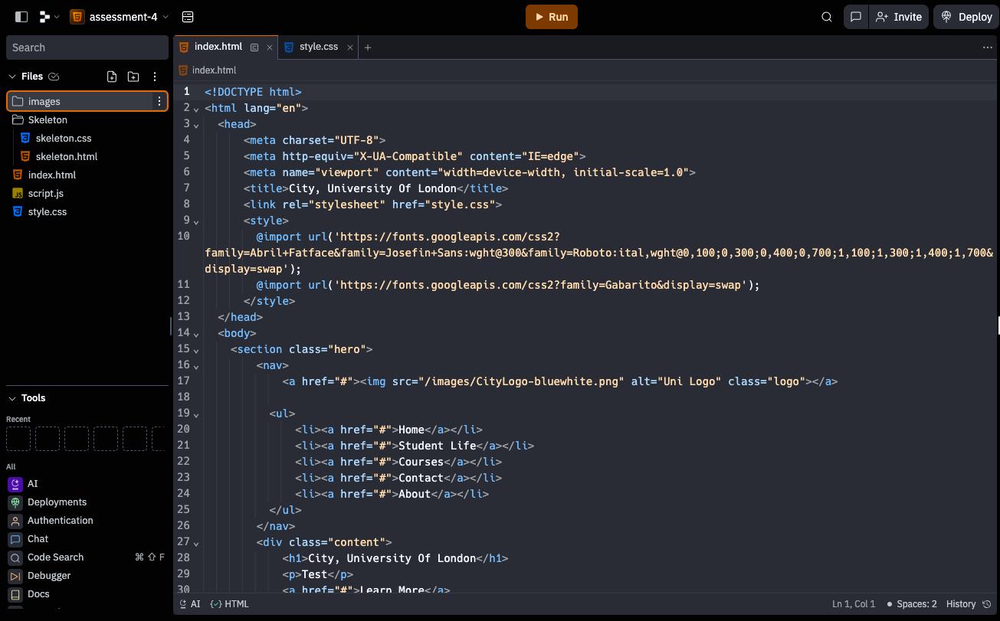 assessment-4
Run
Invite
Deploy
Search
Files
images
Skeleton
skeleton.css
skeleton.html
index.html
script.js
style.css
Tools
Recent
All
AI
Deployments
Authentication
Chat
Code Search ⌘ ⇧ F
Debugger
Docs
index.html
style.css
index.html
1 <!DOCTYPE html>
2 <html lang="en">
3 <head>
4 <meta charset="UTF-8">
5 <meta http-equiv="X-UA-Compatible" content="IE=edge">
6 <meta name="viewport" content="width=device-width, initial-scale=1.0">
7 <title>City, University Of London</title>
8 <link rel="stylesheet" href="style.css">
9 <style>
10 @import url('https://fonts.googleapis.com/css2?
family=Abril+Fatface&family=Josefin+Sans:wght@300&family=Roboto:ital,wght@0,100;0,300;0,400;0,700;1,100;1,300;1,400;1,700&
display=swap');
11 @import url('https://fonts.googleapis.com/css2?family=Gabarito&display=swap');
12 </style>
13 </head>
14 <body>
15 <section class="hero">
16 <nav>
17 <a href="#"><img src="/images/CityLogo-bluewhite.png" alt="Uni Logo" class="logo"></a>
18
19 <ul>
20 <li><a href="#">Home</a></li>
21 <li><a href="#">Student Life</a></li>
22 <li><a href="#">Courses</a></li>
23 <li><a href="#">Contact</a></li>
24 <li><a href="#">About</a></li>
25 </ul>
26 </nav>
27 <div class="content">
28 <h1>City, University Of London</h1>
29 <p>Test</p>
30 <a href="#">Learn More</a>
AI
HTML
Ln 1, Col 1
Spaces: 2
History